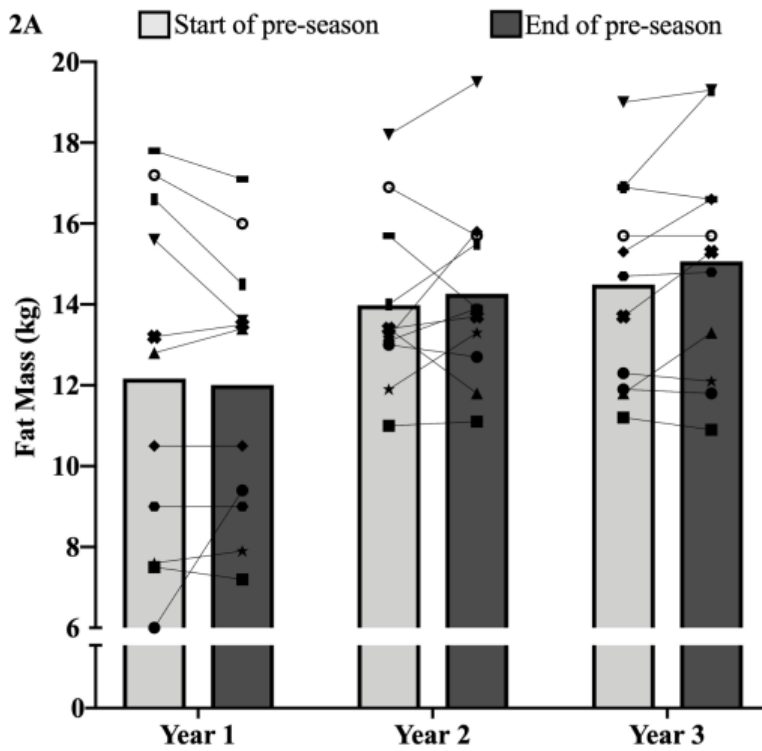 2A
Start of pre-season
End of pre-season
Fat Mass (kg)
20
18
16
14
12
10
8
6
0
Year 1
Year 2
Year 3